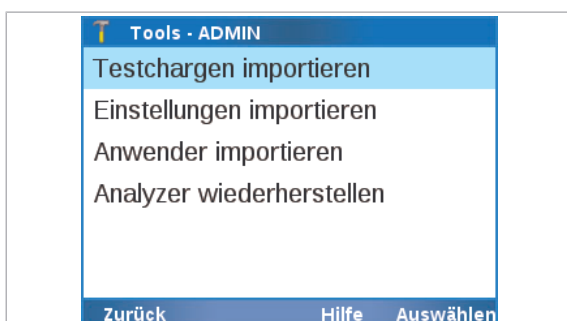 Tools - ADMIN
Testchargen importieren
Einstellungen importieren
Anwender importieren
Analyzer wiederherstellen
Zurück Hilfe Auswählen